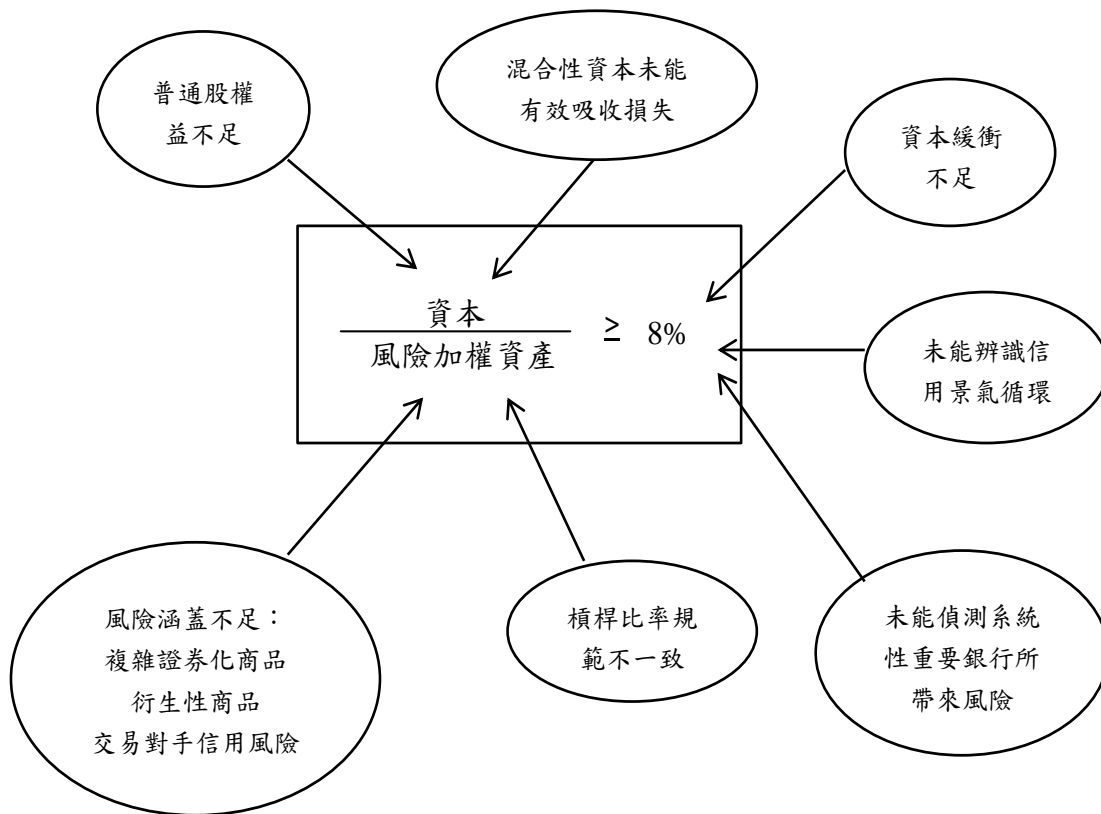 普通股權
益不足
混合性資本未能
有效吸收損失
資本緩衝
不足
資本
風險加權資產
≥ 8%
未能辨識信
用景氣循環
風險涵蓋不足：
複雜證券化商品
衍生性商品
交易對手信用風險
槓桿比率規
範不一致
未能偵測系統
性重要銀行所
帶來風險